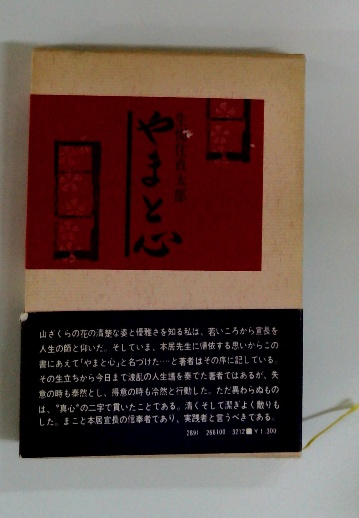 やまと心
山ざくらの花の清楚な姿と優雅さを知る私は、若いころから宣長を
人生の師と仰いだ。そしていま、本居先生に帰依する思いからこの
書にあえて「やまと心」と名づけた…と著者はその序に記している。
その生立ちから今日まで波乱の人生譜を奏でた著者ではあるが、失
意の時も泰然とし、得意の時も冷然と行動した。ただ異わらぬもの
は、“真心”の二字で貫いたことである。清くそして潔ぎよく散りも
した。まこと本居宣長の信奉者であり、実践者と言うべきである。
2891 266100 3212 ¥1,300